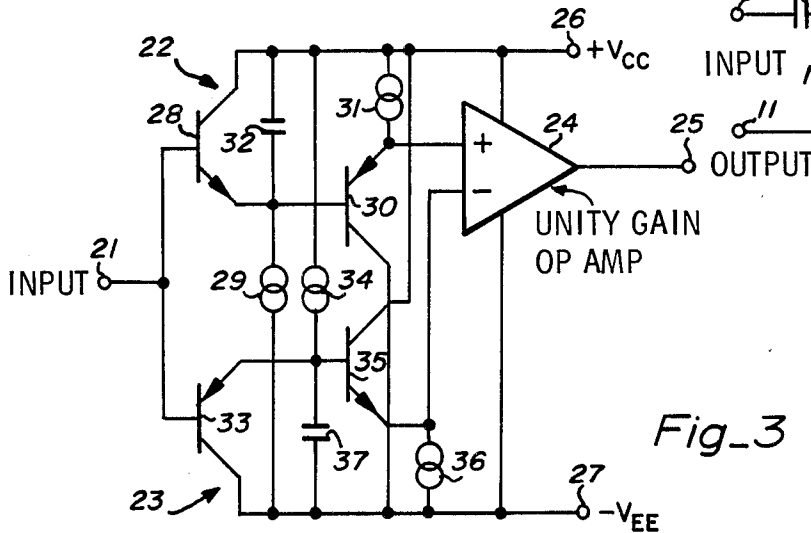 26
+VCC
22
INPUT
28
32
31
24
11
25
OUTPUT
+
−
30
UNITY GAIN
OP AMP
21
INPUT
29
34
35
33
37
36
Fig_3
23
27
−VEE